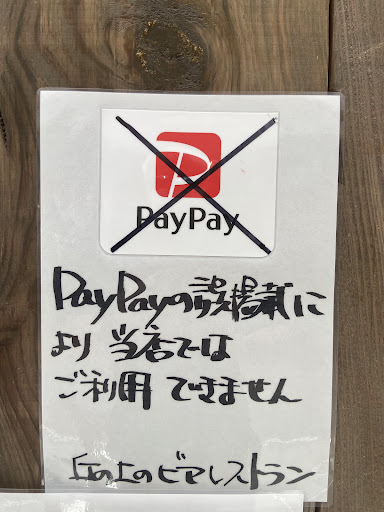 PayPay
PayPayの誤掲載に
より 当店では
ご利用 できません
丘の上のビアレストラン